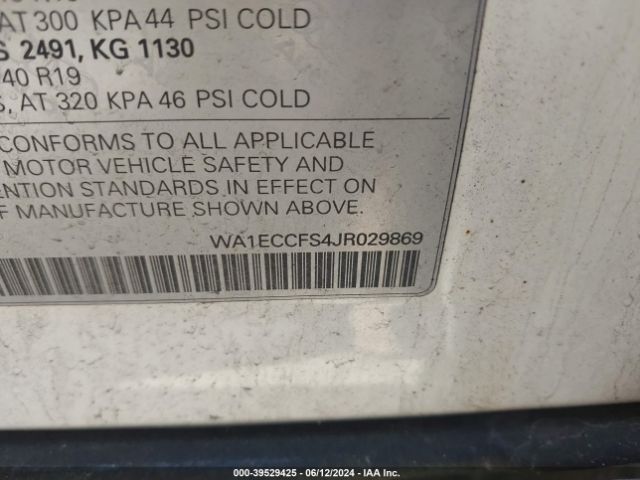 AT 300 KPA 44 PSI COLD
S 2491, KG 1130
40 R19
S, AT 320 KPA 46 PSI COLD
CONFORMS TO ALL APPLICABLE
MOTOR VEHICLE SAFETY AND
ENTION STANDARDS IN EFFECT ON
F MANUFACTURE SHOWN ABOVE.
WA1ECCFS4JR029869
000-39529425 - 06/12/2024 - IAA Inc.